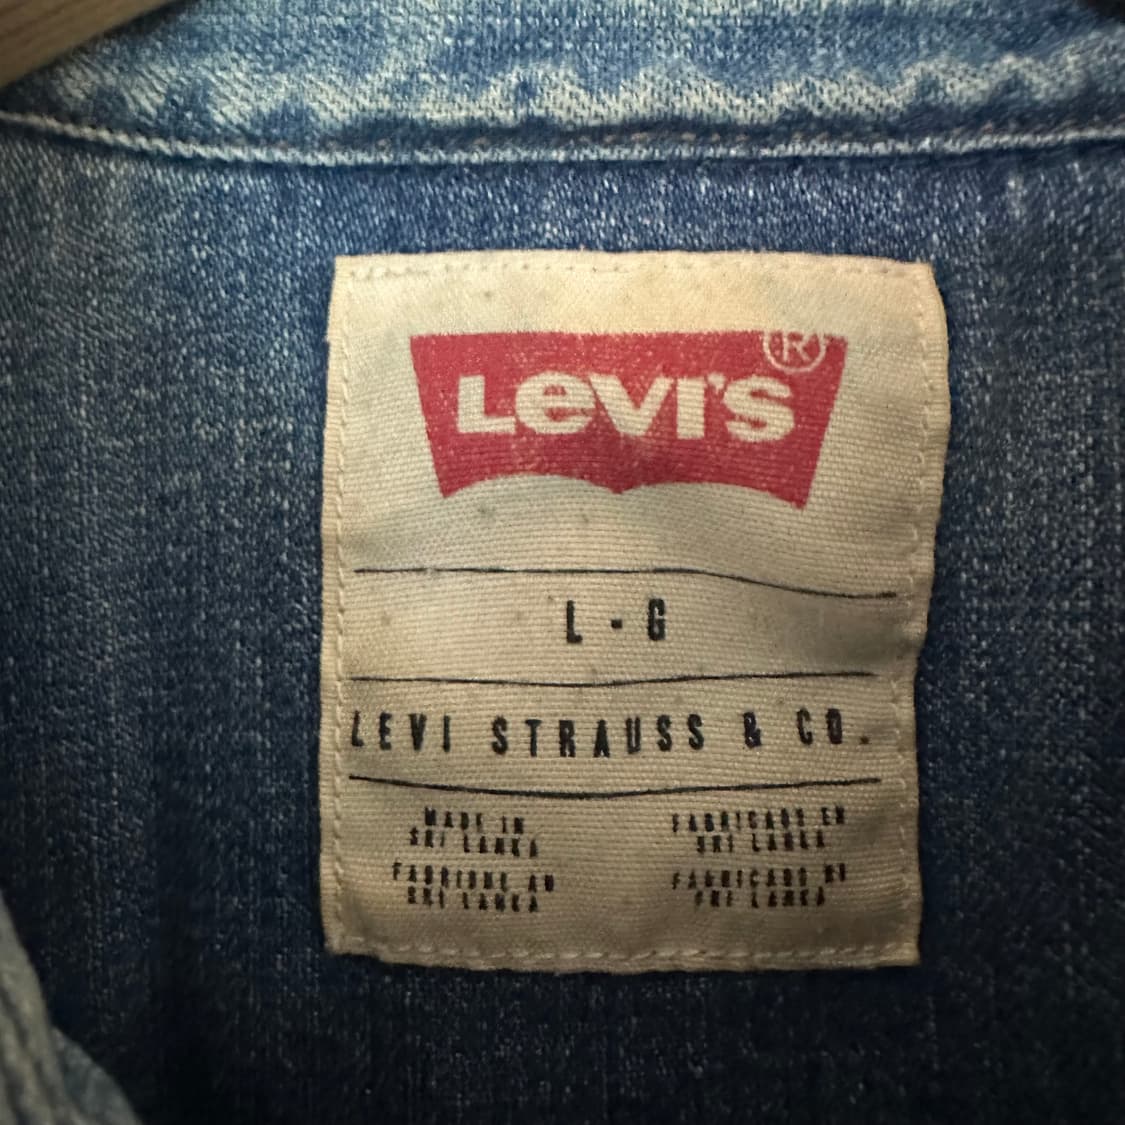 LEVI'S ®
L - G
LEVI STRAUSS & CO.
MADE IN
SRI LANKA
FABRICADO EN
SRI LANKA
FABRIQUE AU
SRI LANKA
FABRICADO NO
SRI LANKA